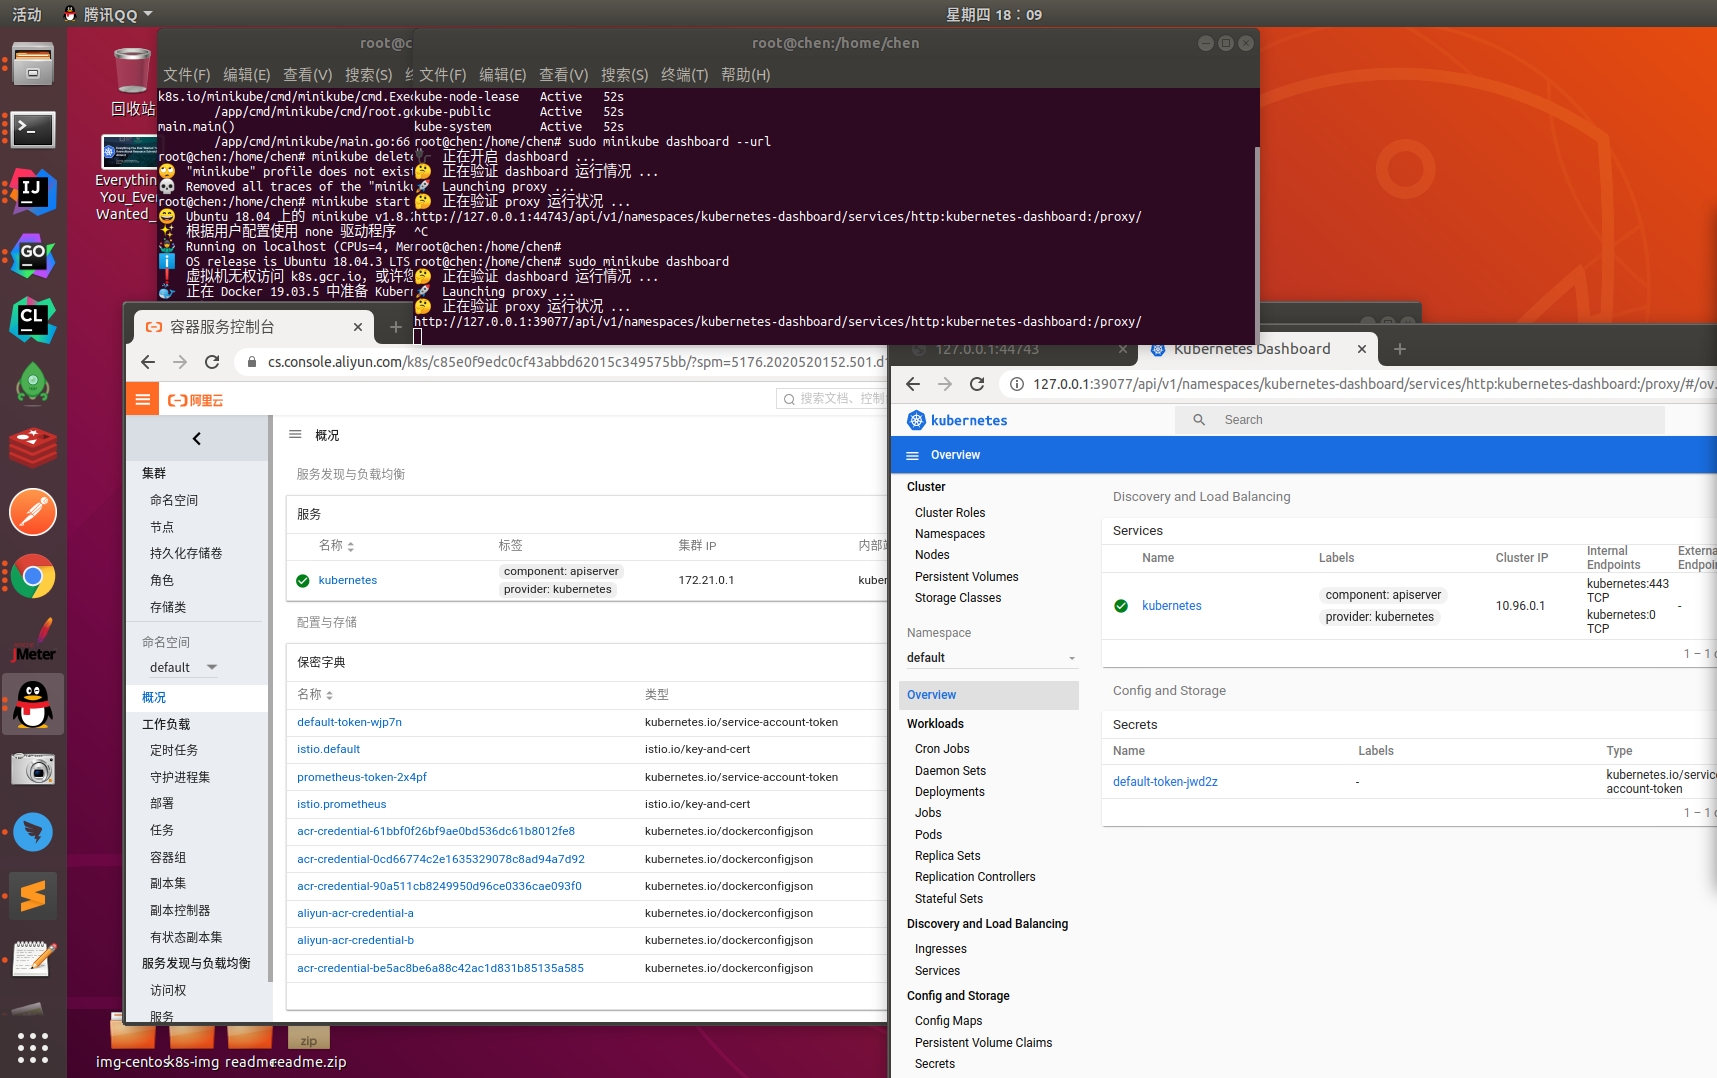 活动
腾讯QQ
星期四 18：09
回收站
Everythin
You_Eve
Wanted_
root@c
文件(F) 编辑(E) 查看(V) 搜索(S)
k8s.io/minikube/cmd/minikube/cmd.Exe
/app/cmd/minikube/cmd/root.g
main.main()
/app/cmd/minikube/main.go:66
root@chen:/home/chen# minikube delet
"minikube" profile does not exis
Removed all traces of the "minik
root@chen:/home/chen# minikube start
Ubuntu 18.04 上的 minikube v1.8.
根据用户配置使用 none 驱动程序
Running on localhost (CPUs=4, Me
OS release is Ubuntu 18.04.3 LTS
虚拟机无权访问 k8s.gcr.io，或许您
正在 Docker 19.03.5 中准备 Kuber
root@chen:/home/chen
文件(F) 编辑(E) 查看(V) 搜索(S) 终端(T) 帮助(H)
kube-node-lease Active 52s
kube-public Active 52s
kube-system Active 52s
root@chen:/home/chen# sudo minikube dashboard --url
正在开启 dashboard ...
正在验证 dashboard 运行情况 ...
Launching proxy ...
正在验证 proxy 运行状况 ...
http://127.0.0.1:44743/api/v1/namespaces/kubernetes-dashboard/services/http:kubernetes-dashboard:/proxy/
^C
root@chen:/home/chen#
root@chen:/home/chen# sudo minikube dashboard
正在验证 dashboard 运行情况 ...
Launching proxy ...
正在验证 proxy 运行状况 ...
http://127.0.0.1:39077/api/v1/namespaces/kubernetes-dashboard/services/http:kubernetes-dashboard:/proxy/
容器服务控制台
cs.console.aliyun.com/k8s/c85e0f9edc0cf43abbd62015c349575bb/?spm=5176.2020520152.501.d
阿里云
搜索文档、控制
概况
集群
命名空间
节点
持久化存储卷
角色
存储类
命名空间
default
概况
工作负载
定时任务
守护进程集
部署
任务
容器组
副本集
副本控制器
有状态副本集
服务发现与负载均衡
访问权
服务
服务发现与负载均衡
服务
名称 标签 集群 IP 内部
kubernetes component: apiserver 172.21.0.1 kuber
provider: kubernetes
配置与存储
保密字典
名称 类型
default-token-wjp7n kubernetes.io/service-account-token
istio.default istio.io/key-and-cert
prometheus-token-2x4pf kubernetes.io/service-account-token
istio.prometheus istio.io/key-and-cert
acr-credential-61bbf0f26bf9ae0bd536dc61b8012fe8 kubernetes.io/dockerconfigjson
acr-credential-0cd66774c2e1635329078c8ad94a7d92 kubernetes.io/dockerconfigjson
acr-credential-90a511cb8249950d96ce0336cae093f0 kubernetes.io/dockerconfigjson
aliyun-acr-credential-a kubernetes.io/dockerconfigjson
aliyun-acr-credential-b kubernetes.io/dockerconfigjson
acr-credential-be5ac8be6a88c42ac1d831b85135a585 kubernetes.io/dockerconfigjson
127.0.0.1:44743
Kubernetes Dashboard
127.0.0.1:39077/api/v1/namespaces/kubernetes-dashboard/services/http:kubernetes-dashboard:/proxy/#/ov
kubernetes
Search
Overview
Cluster
Cluster Roles
Namespaces
Nodes
Persistent Volumes
Storage Classes
Namespace
default
Overview
Workloads
Cron Jobs
Daemon Sets
Deployments
Jobs
Pods
Replica Sets
Replication Controllers
Stateful Sets
Discovery and Load Balancing
Ingresses
Services
Config and Storage
Config Maps
Persistent Volume Claims
Secrets
Discovery and Load Balancing
Services
Name Labels Cluster IP Internal Endpoints Externa Endpoin
kubernetes component: apiserver provider: kubernetes 10.96.0.1 kubernetes:443 TCP kubernetes:0 TCP -
1 – 1
Config and Storage
Secrets
Name Labels Type
default-token-jwd2z - kubernetes.io/servic account-token
1 – 1
IJ
GO
CL
JMeter
zip
img-centos
k8s-img
readme
readme.zip